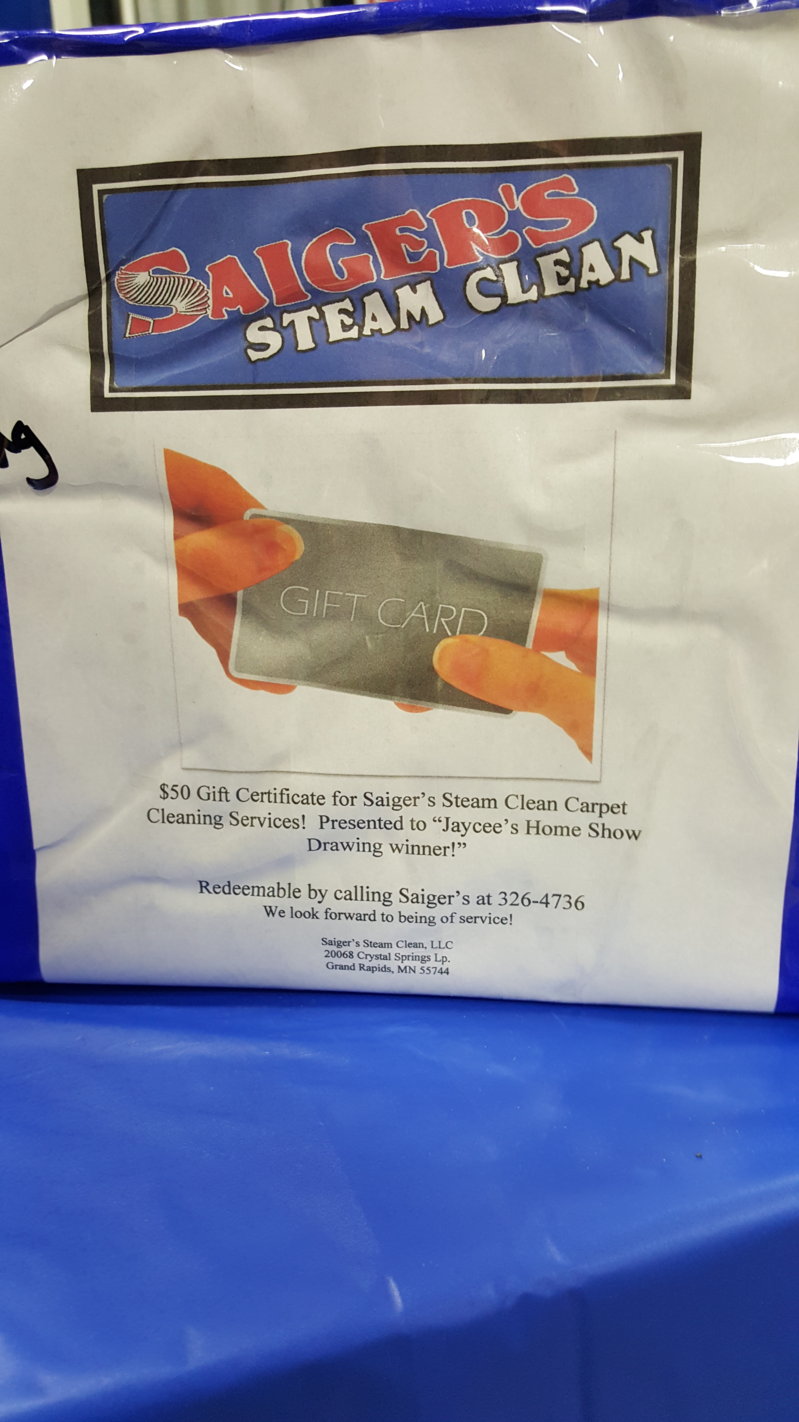 SAIGER'S
STEAM CLEAN
GIFT CARD
$50 Gift Certificate for Saiger's Steam Clean Carpet
Cleaning Services! Presented to “Jaycee's Home Show
Drawing winner!”
Redeemable by calling Saiger's at 326-4736
We look forward to being of service!
Saiger's Steam Clean, LLC
20068 Crystal Springs Lp.
Grand Rapids, MN 55744